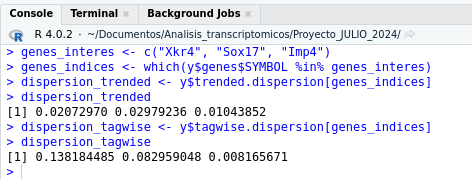 Console Terminal × Background Jobs ×
R R 4.0.2 · ~/Documentos/Analisis_transcriptomicos/Proyecto_JULIO_2024/
> genes_interes <- c("Xkr4", "Sox17", "Imp4")
> genes_indices <- which(y$genes$SYMBOL %in% genes_interes)
> dispersion_trended <- y$trended.dispersion[genes_indices]
> dispersion_trended
[1] 0.02072970 0.02979236 0.01043852
> dispersion_tagwise <- y$tagwise.dispersion[genes_indices]
> dispersion_tagwise
[1] 0.138184485 0.082959048 0.008165671
>